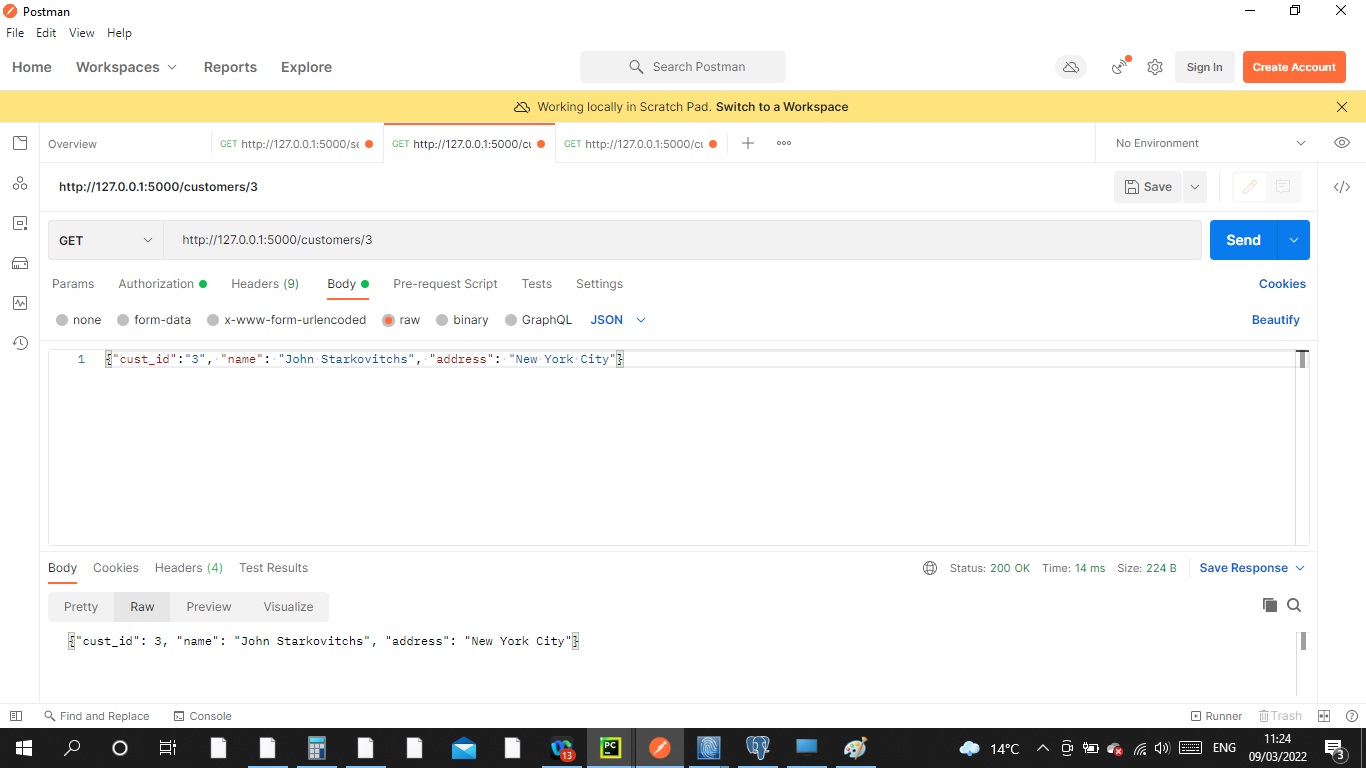 Postman
File Edit View Help
Home Workspaces Reports Explore Search Postman Sign In Create Account
Working locally in Scratch Pad. Switch to a Workspace
Overview GET http://127.0.0.1:5000/se GET http://127.0.0.1:5000/cu GET http://127.0.0.1:5000/cu No Environment
http://127.0.0.1:5000/customers/3 Save
GET http://127.0.0.1:5000/customers/3 Send
Params Authorization Headers (9) Body Pre-request Script Tests Settings Cookies
none form-data x-www-form-urlencoded raw binary GraphQL JSON Beautify
1 {"cust_id":"3", "name": "John Starkovitchs", "address": "New York City"}
Body Cookies Headers (4) Test Results Status: 200 OK Time: 14 ms Size: 224 B Save Response
Pretty Raw Preview Visualize
{"cust_id": 3, "name": "John Starkovitchs", "address": "New York City"}
Find and Replace Console Runner Trash
13 PC 14°C ENG 11:24
09/03/2022 3